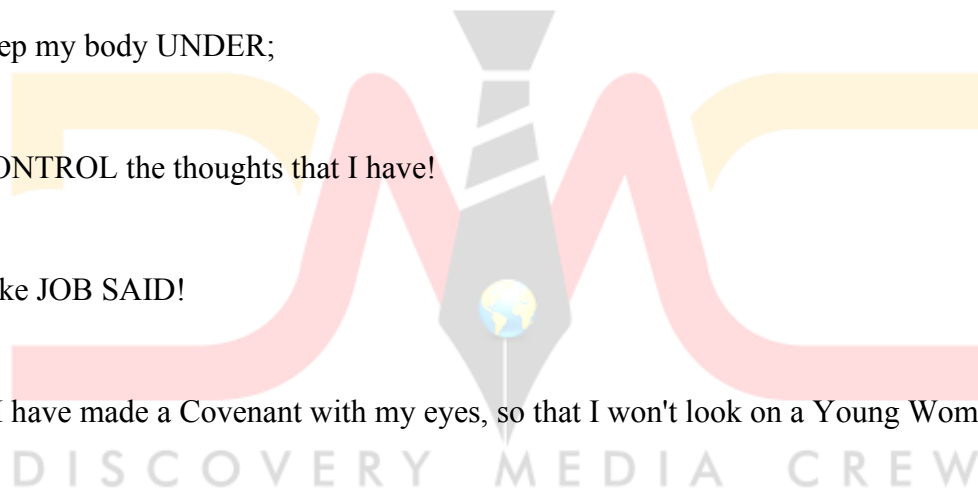 ep my body UNDER;
ONTROL the thoughts that I have!
ke JOB SAID!
I have made a Covenant with my eyes, so that I won't look on a Young Wom
DISCOVERY MEDIA CREW